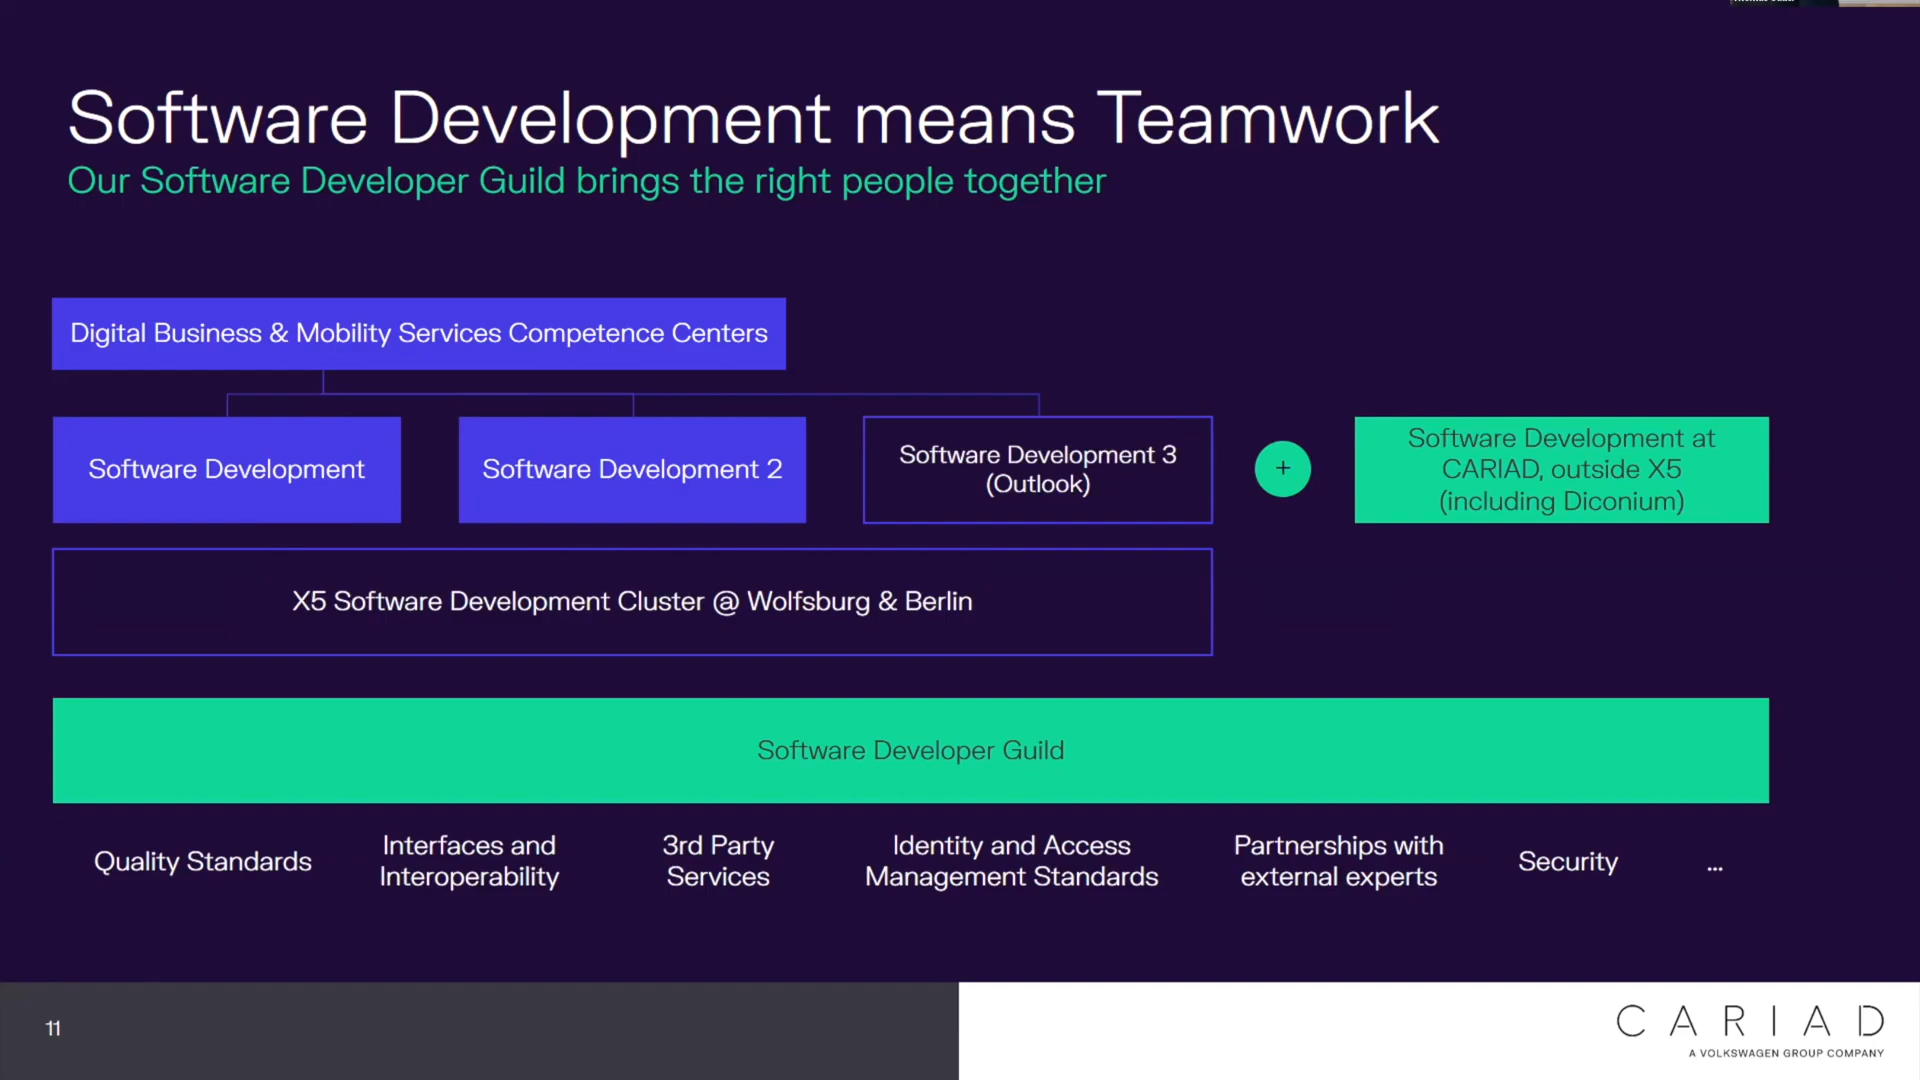 Software Development means Teamwork
Our Software Developer Guild brings the right people together
Digital Business & Mobility Services Competence Centers
Software Development
Software Development 2
Software Development 3
(Outlook)
+
Software Development at
CARIAD, outside X5
(including Diconium)
X5 Software Development Cluster @ Wolfsburg & Berlin
Software Developer Guild
Quality Standards
Interfaces and
Interoperability
3rd Party
Services
Identity and Access
Management Standards
Partnerships with
external experts
Security
...
11
CARIAD
A VOLKSWAGEN GROUP COMPANY